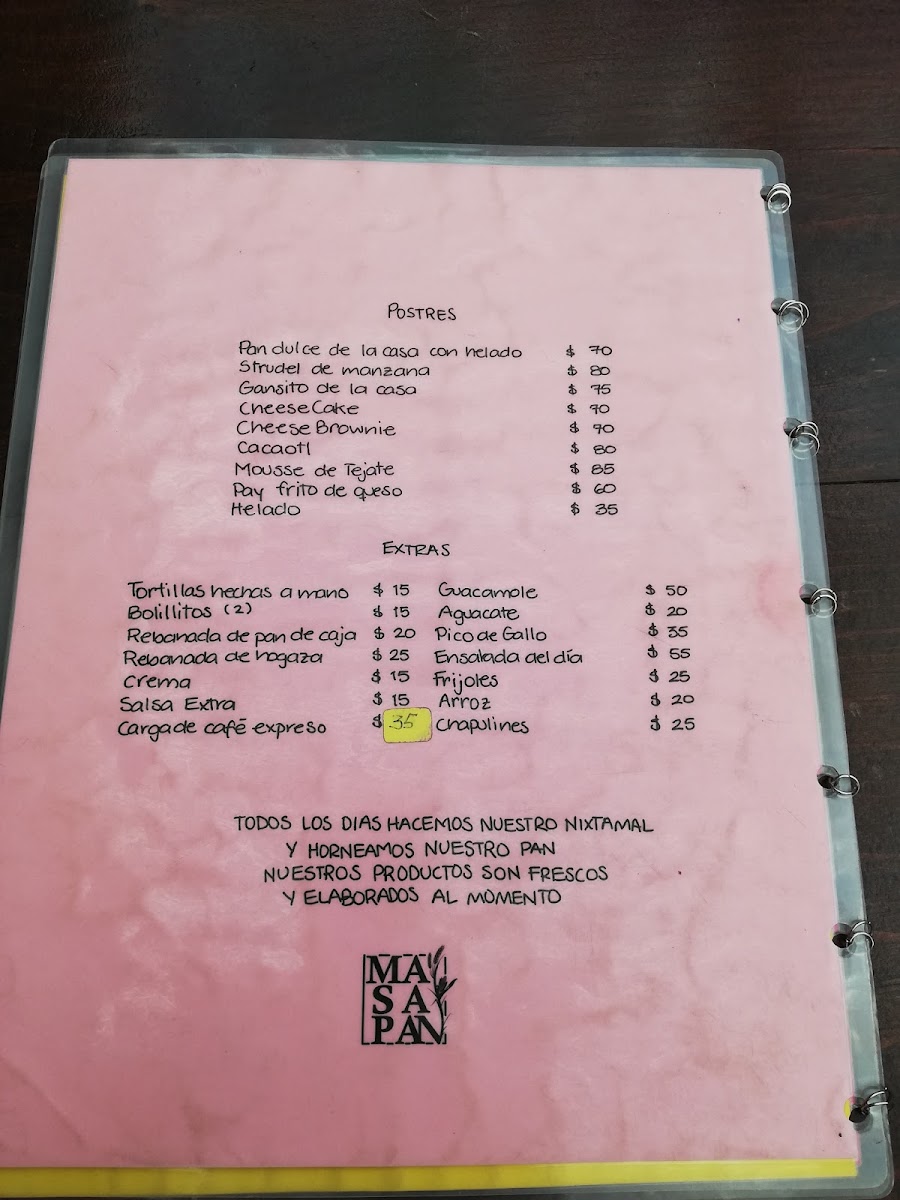 POSTRES
Pan dulce de la casa con helado $ 70
Strudel de manzana $ 80
Gansito de la casa $ 75
CheeseCake $ 70
Cheese Brownie $ 70
Cacaotl $ 80
Mousse de Tejate $ 85
Pay frito de queso $ 60
Helado $ 35
EXTRAS
Tortillas hechas a mano $ 15 Guacamole $ 50
Bolillitos (2) $ 15 Aguacate $ 20
Rebanada de pan de caja $ 20 Pico de Gallo $ 35
Rebanada de hogaza $ 25 Ensalada del día $ 55
Crema $ 15 Frijoles $ 25
Salsa Extra $ 15 Arroz $ 20
Carga de café expreso $ 35 Chapulines $ 25
TODOS LOS DIAS HACEMOS NUESTRO NIXTAMAL
Y HORNEAMOS NUESTRO PAN
NUESTROS PRODUCTOS SON FRESCOS
Y ELABORADOS AL MOMENTO
MA
SA
PAN